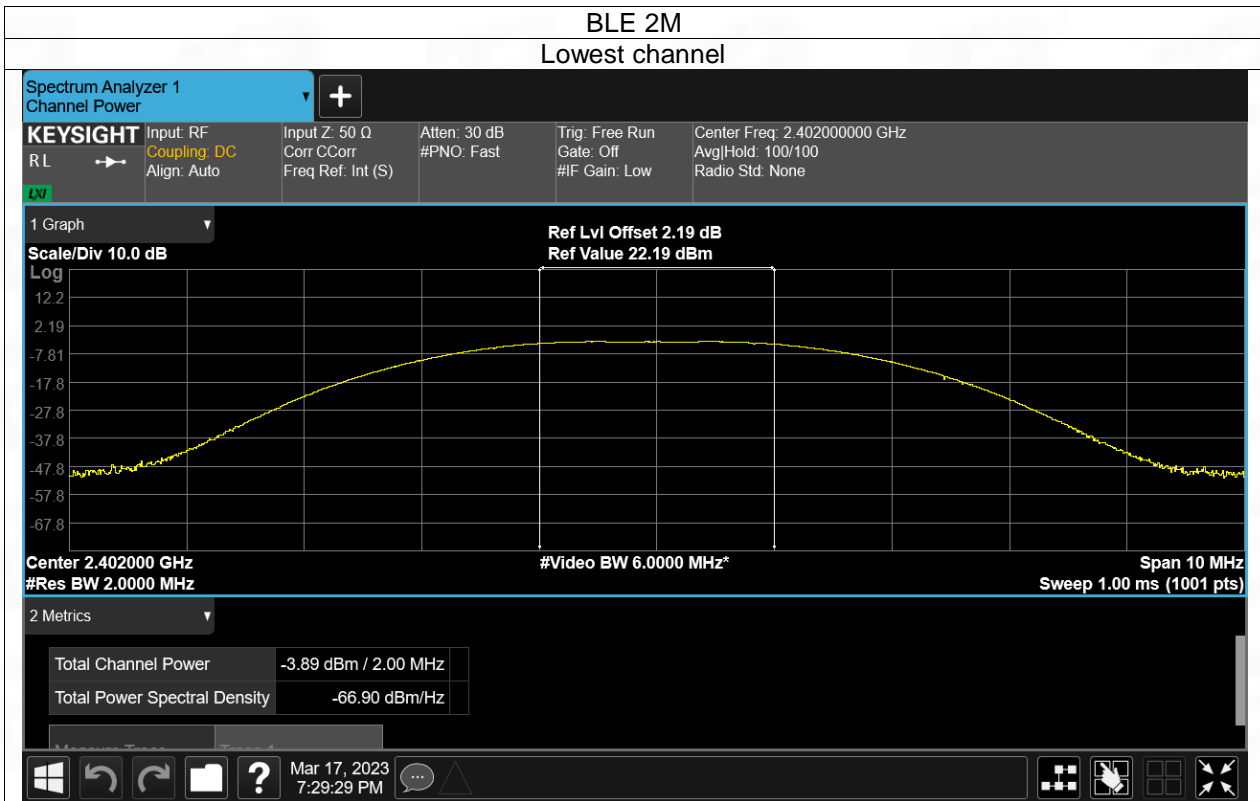 BLE 2M
Lowest channel
Spectrum Analyzer 1
Channel Power
+
KEYSIGHT
R L
LXI
Input: RF
Coupling: DC
Align: Auto
Input Z: 50 Ω
Corr CCorr
Freq Ref: Int (S)
Atten: 30 dB
#PNO: Fast
Trig: Free Run
Gate: Off
#IF Gain: Low
Center Freq: 2.402000000 GHz
Avg|Hold: 100/100
Radio Std: None
1 Graph
Scale/Div 10.0 dB
Ref Lvl Offset 2.19 dB
Ref Value 22.19 dBm
Log
12.2
2.19
-7.81
-17.8
-27.8
-37.8
-47.8
-57.8
-67.8
Center 2.402000 GHz
#Res BW 2.0000 MHz
#Video BW 6.0000 MHz*
Span 10 MHz
Sweep 1.00 ms (1001 pts)
2 Metrics
Total Channel Power -3.89 dBm / 2.00 MHz
Total Power Spectral Density -66.90 dBm/Hz
Measure Trace Trace 1
?
Mar 17, 2023
7:29:29 PM